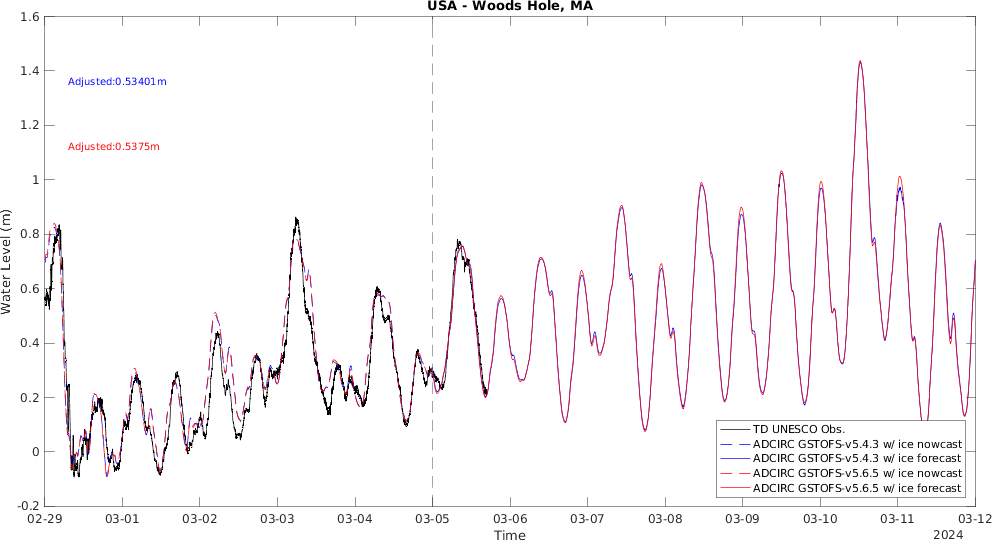 USA - Woods Hole, MA
1.6
1.4
1.2
1
0.8
0.6
0.4
0.2
0
-0.2
Water Level (m)
Adjusted:0.53401m
Adjusted:0.5375m
TD UNESCO Obs.
ADCIRC GSTOFS-v5.4.3 w/ ice nowcast
ADCIRC GSTOFS-v5.4.3 w/ ice forecast
ADCIRC GSTOFS-v5.6.5 w/ ice nowcast
ADCIRC GSTOFS-v5.6.5 w/ ice forecast
02-29 03-01 03-02 03-03 03-04 03-05 03-06 03-07 03-08 03-09 03-10 03-11 03-12
Time
2024